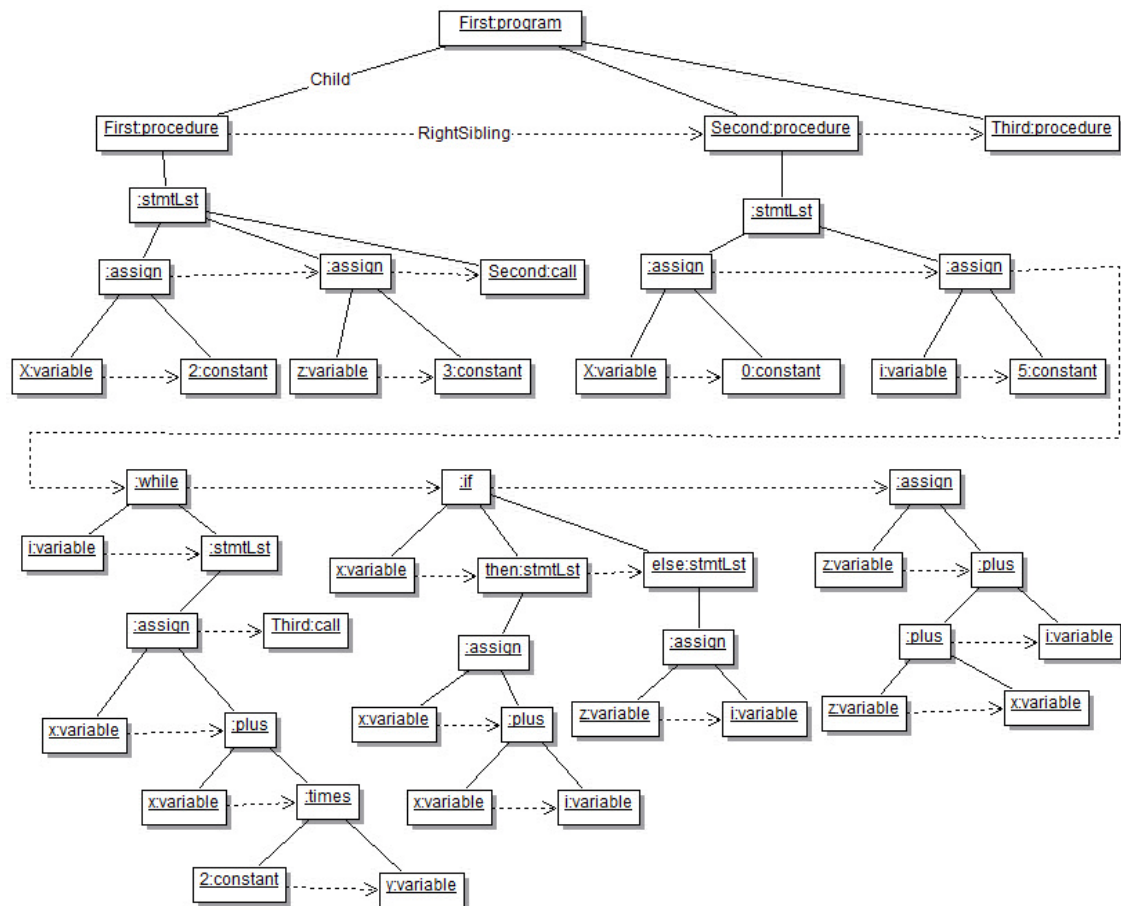 First:program
Child
First:procedure
RightSibling
Second:procedure
Third:procedure
:stmtLst
:stmtLst
:assign
:assign
Second:call
:assign
:assign
X:variable
2:constant
z:variable
3:constant
X:variable
0:constant
i:variable
5:constant
:while
:if
:assign
i:variable
:stmtLst
x:variable
then:stmtLst
else:stmtLst
z:variable
:plus
:assign
Third:call
:assign
:assign
:plus
i:variable
x:variable
:plus
x:variable
:plus
z:variable
i:variable
z:variable
x:variable
x:variable
:times
x:variable
i:variable
2:constant
y:variable